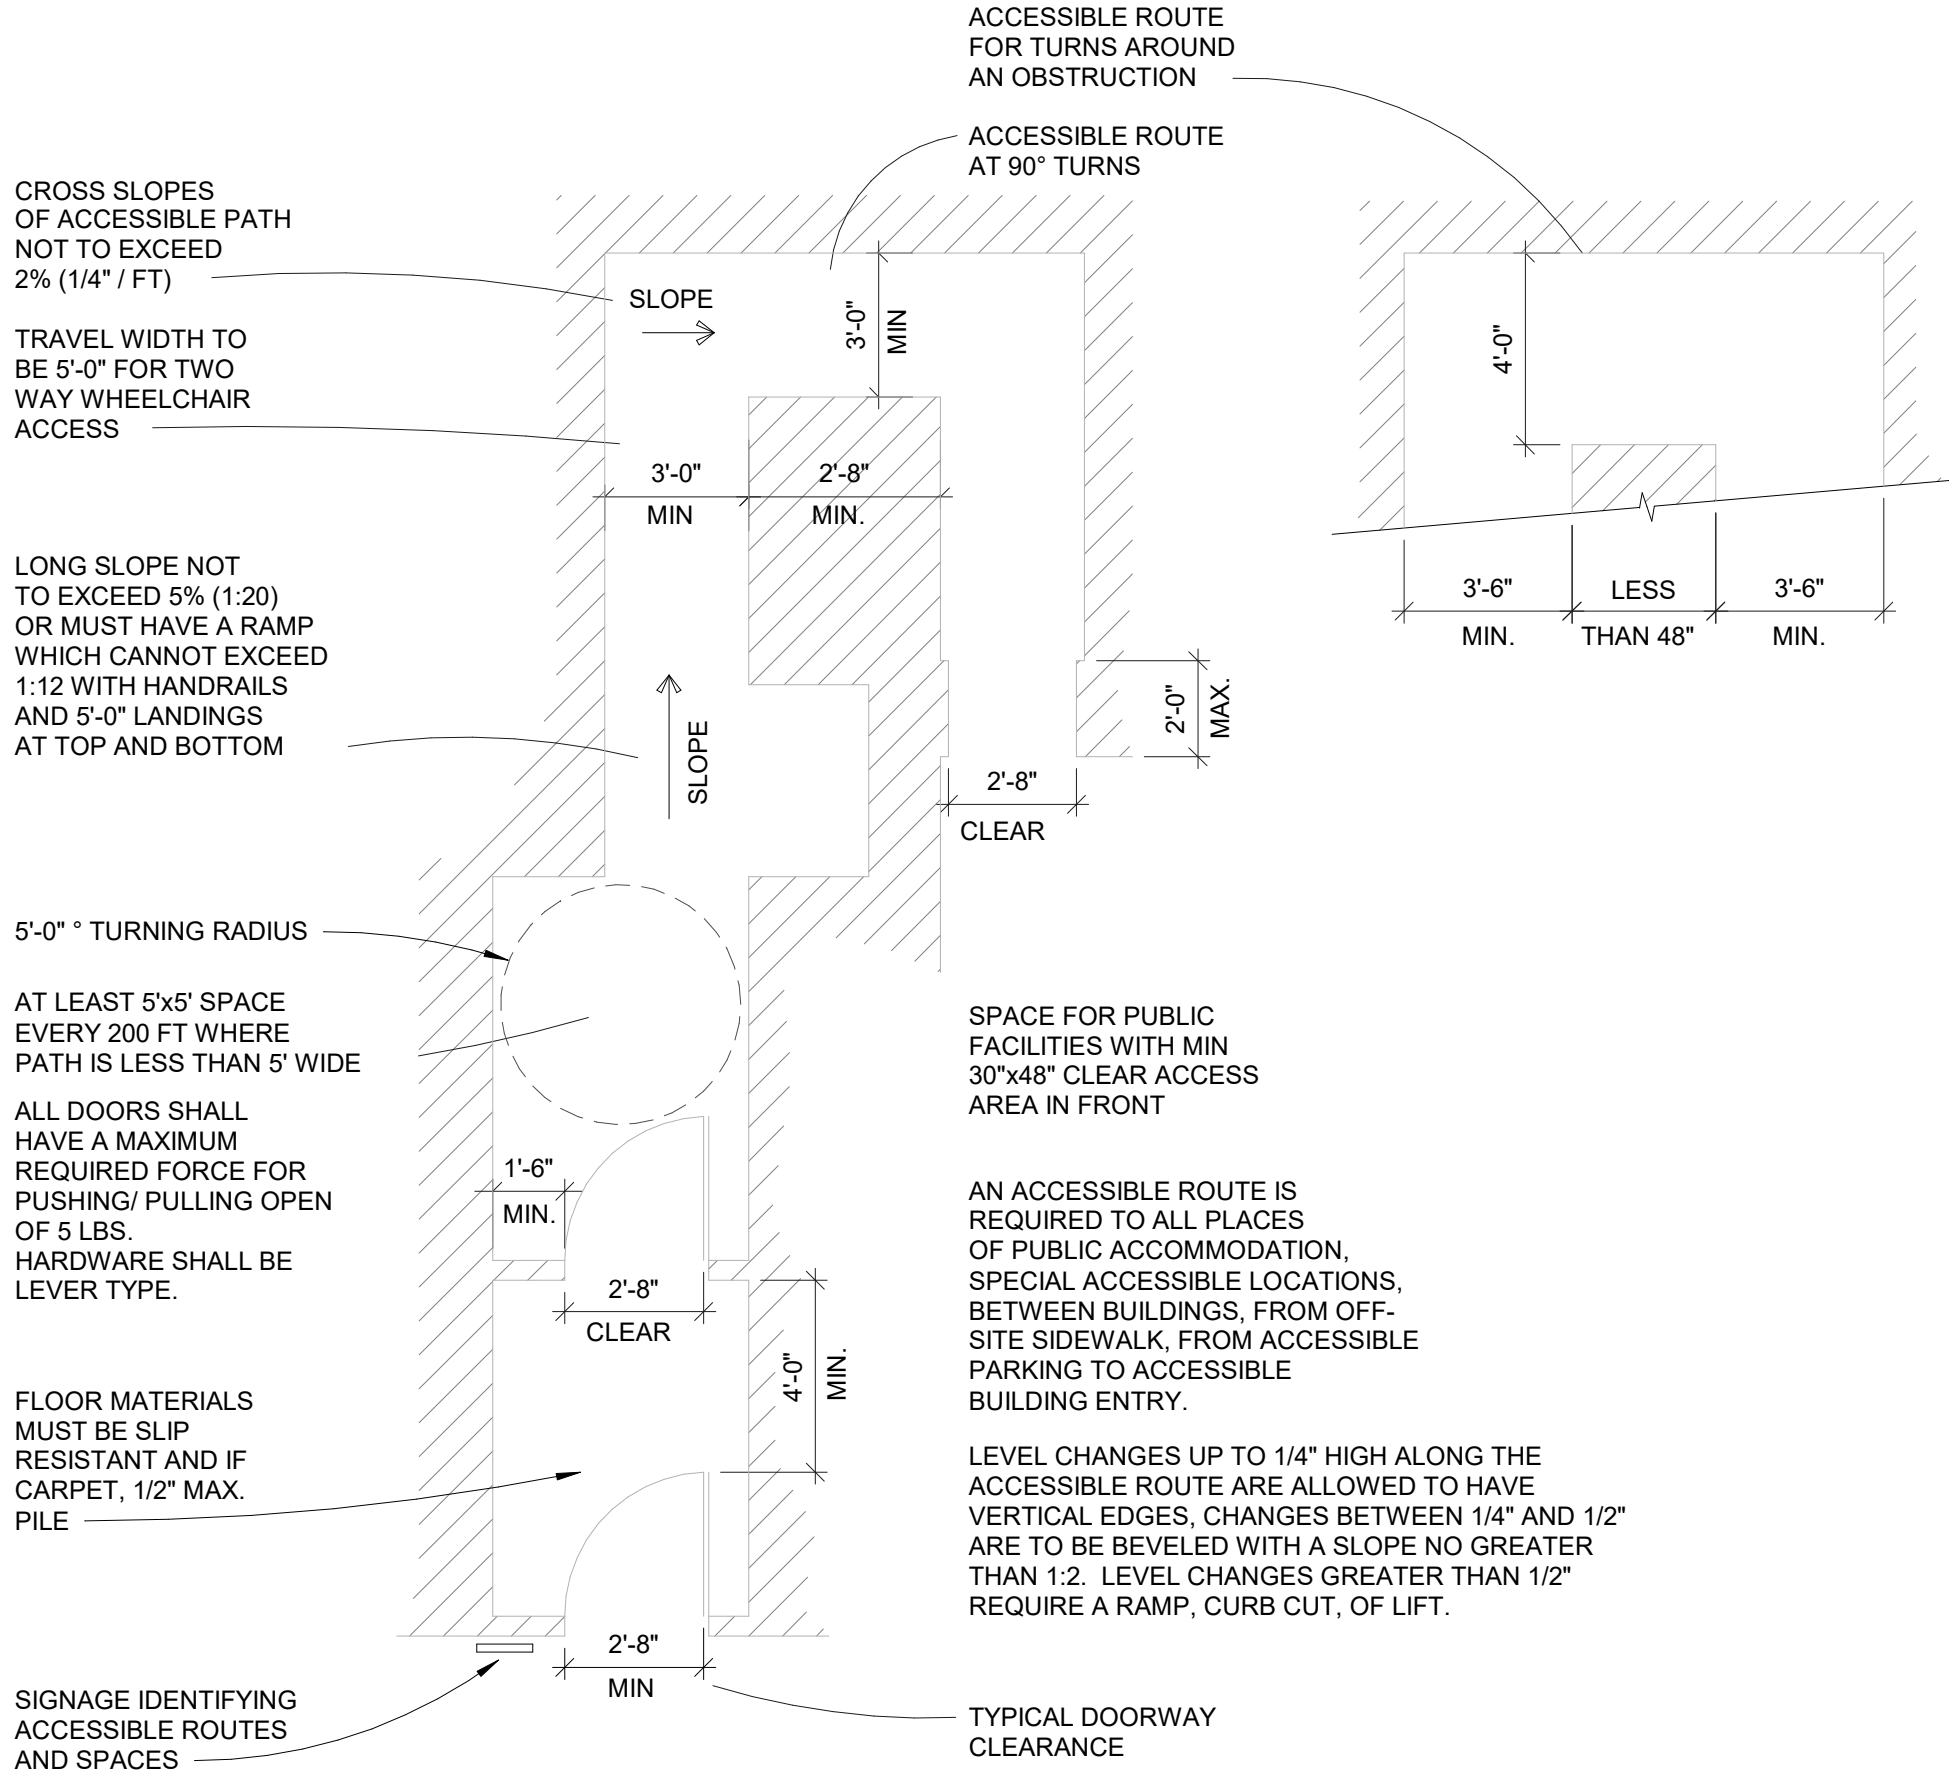 ACCESSIBLE ROUTE
FOR TURNS AROUND
AN OBSTRUCTION
ACCESSIBLE ROUTE
AT 90° TURNS
CROSS SLOPES
OF ACCESSIBLE PATH
NOT TO EXCEED
2% (1/4" / FT)
TRAVEL WIDTH TO
BE 5'-0" FOR TWO
WAY WHEELCHAIR
ACCESS
LONG SLOPE NOT
TO EXCEED 5% (1:20)
OR MUST HAVE A RAMP
WHICH CANNOT EXCEED
1:12 WITH HANDRAILS
AND 5'-0" LANDINGS
AT TOP AND BOTTOM
5'-0" ° TURNING RADIUS
AT LEAST 5'x5' SPACE
EVERY 200 FT WHERE
PATH IS LESS THAN 5' WIDE
ALL DOORS SHALL
HAVE A MAXIMUM
REQUIRED FORCE FOR
PUSHING/ PULLING OPEN
OF 5 LBS.
HARDWARE SHALL BE
LEVER TYPE.
FLOOR MATERIALS
MUST BE SLIP
RESISTANT AND IF
CARPET, 1/2" MAX.
PILE
SIGNAGE IDENTIFYING
ACCESSIBLE ROUTES
AND SPACES
SLOPE
3'-0"
MIN
3'-0"
MIN
2'-8"
MIN.
SLOPE
2'-0"
MAX.
2'-8"
CLEAR
1'-6"
MIN.
2'-8"
CLEAR
4'-0"
MIN.
2'-8"
MIN
4'-0"
3'-6"
MIN.
LESS
THAN 48"
3'-6"
MIN.
SPACE FOR PUBLIC
FACILITIES WITH MIN
30"x48" CLEAR ACCESS
AREA IN FRONT
AN ACCESSIBLE ROUTE IS
REQUIRED TO ALL PLACES
OF PUBLIC ACCOMMODATION,
SPECIAL ACCESSIBLE LOCATIONS,
BETWEEN BUILDINGS, FROM OFF-
SITE SIDEWALK, FROM ACCESSIBLE
PARKING TO ACCESSIBLE
BUILDING ENTRY.
LEVEL CHANGES UP TO 1/4" HIGH ALONG THE
ACCESSIBLE ROUTE ARE ALLOWED TO HAVE
VERTICAL EDGES, CHANGES BETWEEN 1/4" AND 1/2"
ARE TO BE BEVELED WITH A SLOPE NO GREATER
THAN 1:2. LEVEL CHANGES GREATER THAN 1/2"
REQUIRE A RAMP, CURB CUT, OF LIFT.
TYPICAL DOORWAY
CLEARANCE